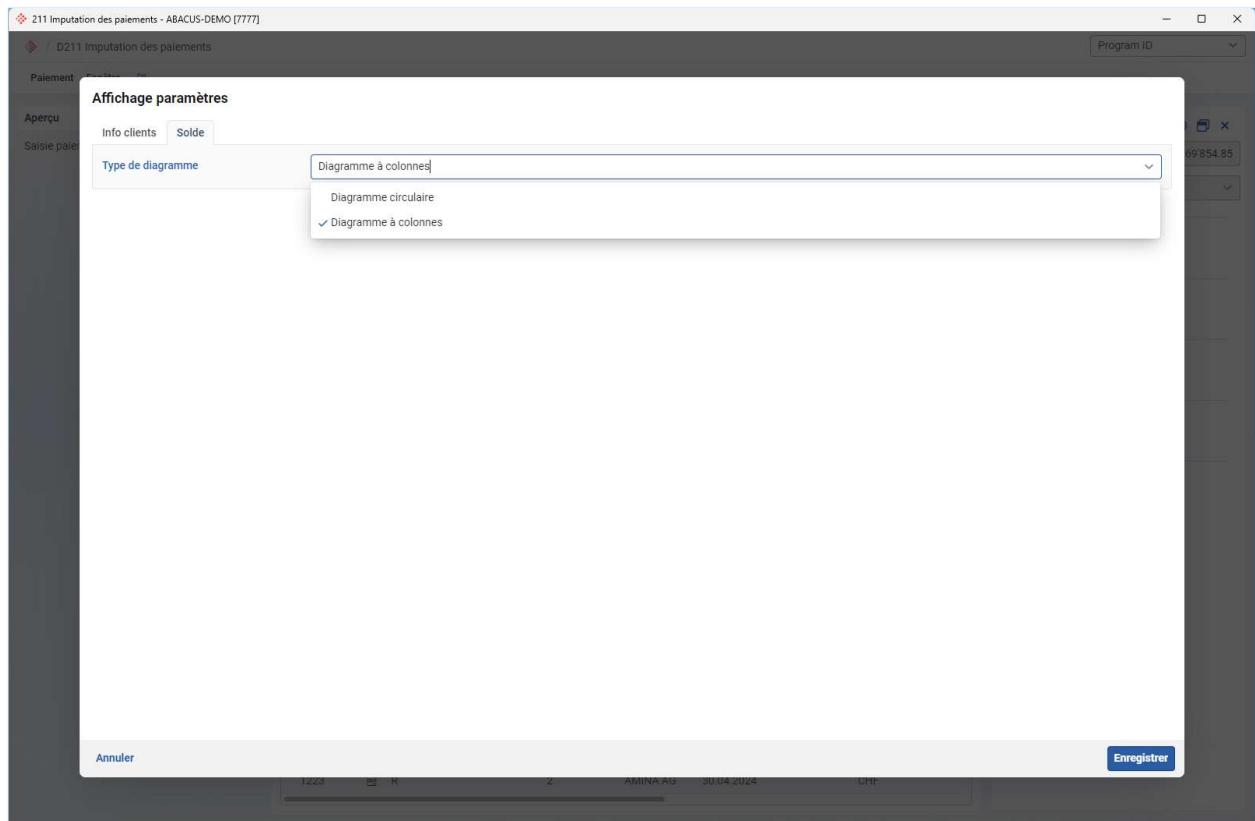 211 Imputation des paiements - ABACUS-DEMO [7777]
/ D211 Imputation des paiements
Program ID
Paiement
Affichage paramètres
Aperçu
Info clients Solde
Saisie paie
69'854.85
Type de diagramme
Diagramme à colonnes
Diagramme circulaire
Diagramme à colonnes
Annuler
Enregistrer
1223 R 2 AMINA AG 30.04.2024 CHF